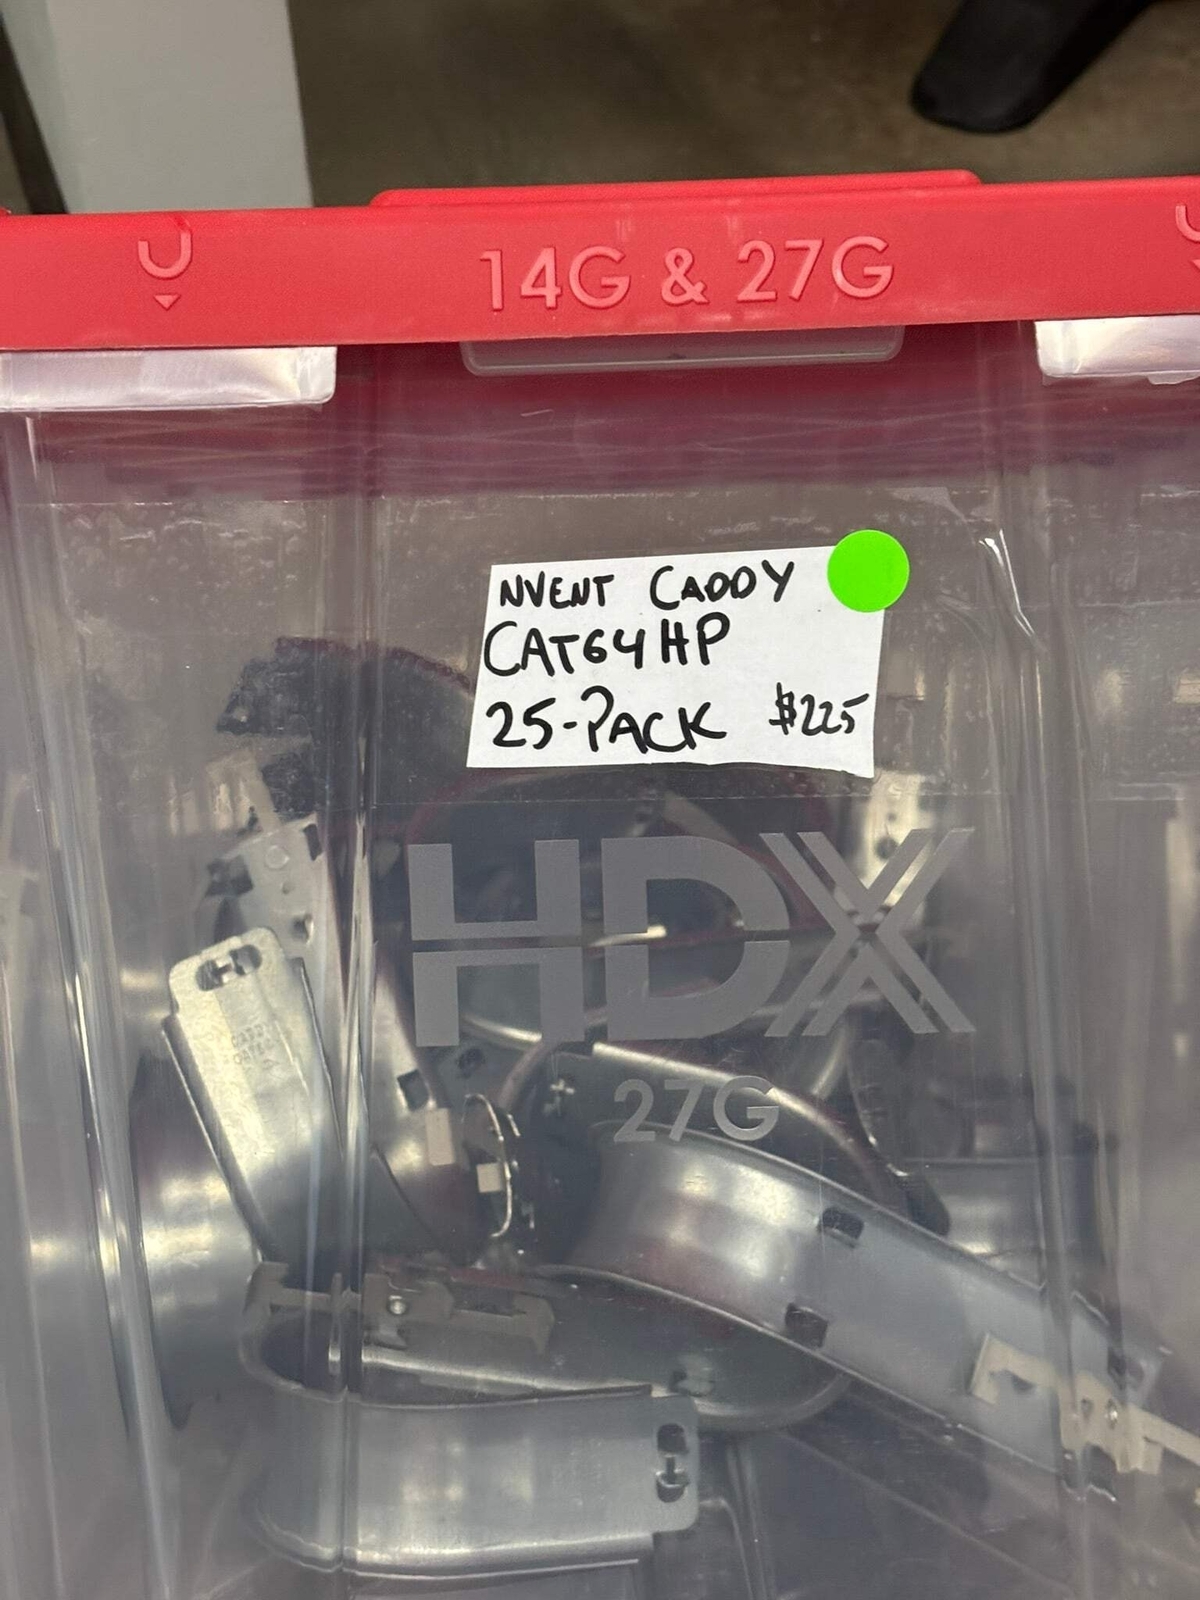 14G & 27G
NVENT CADDY
CAT64HP
25-PACK $225
HDX
27G